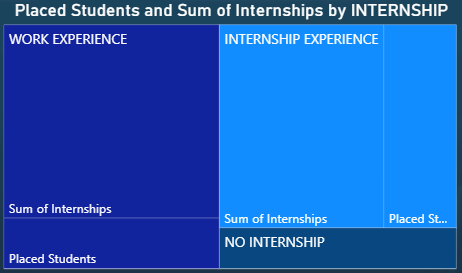 Placed Students and Sum of Internships by INTERNSHIP
WORK EXPERIENCE
Sum of Internships
Placed Students
INTERNSHIP EXPERIENCE
Sum of Internships
Placed St...
NO INTERNSHIP